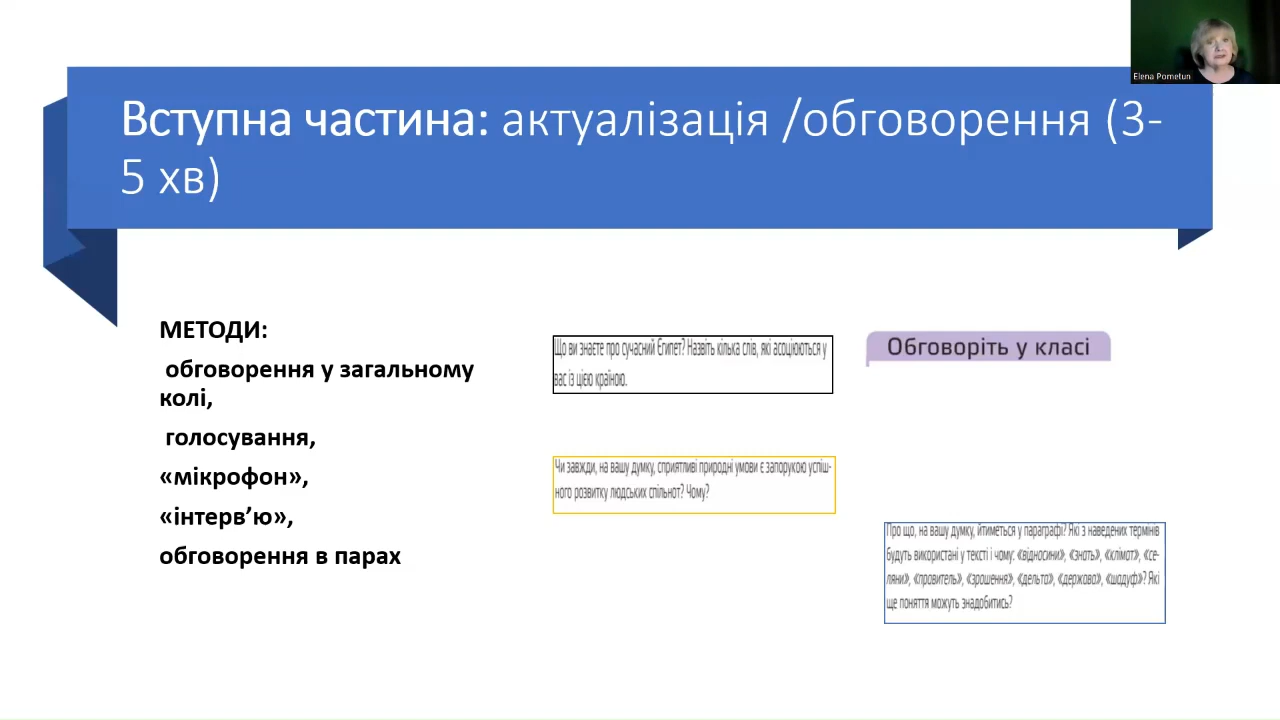 Elena Pometun
Вступна частина: актуалізація /обговорення (3-
5 хв)
МЕТОДИ:
обговорення у загальному
колі,
голосування,
«мікрофон»,
«інтерв’ю»,
обговорення в парах
Що ви знаєте про сучасний Єгипет? Назвіть кілька слів, які асоціюються у
вас із цією країною.
Обговоріть у класі
Чи завжди, на вашу думку, сприятливі природні умови є запорукою успіш-
ного розвитку людських спільнот? Чому?
Про що, на вашу думку, йтиметься у параграфі? Які з наведених термінів
будуть використані у тексті і чому: «відносини», «знать», «клімат», «се-
ляни», «правитель», «зрошення», «дельта», «держава», «шадуф»? Які
ще поняття можуть знадобитись?